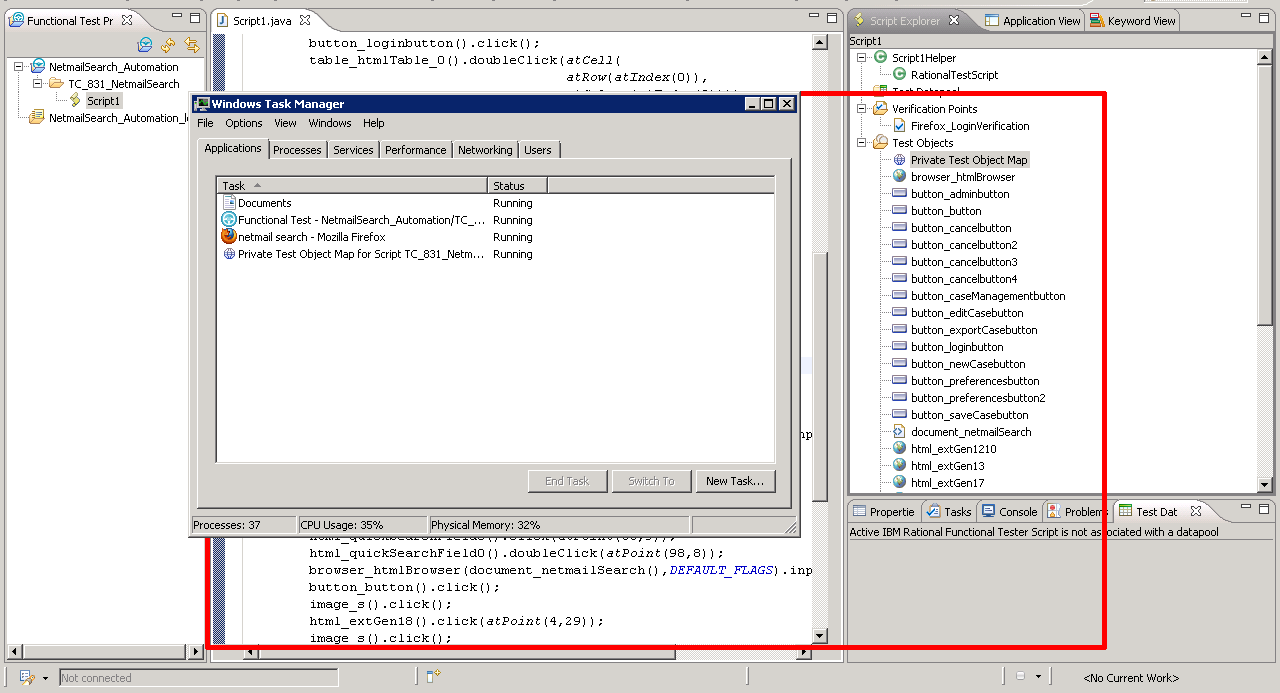 Functional Test Pr
NetmailSearch_Automation
TC_831_NetmailSearch
Script1
NetmailSearch_Automation_l
Script1.java
button_loginbutton().click();
table_htmlTable_0().doubleClick(atCell(
atRow(atIndex(0)),
Windows Task Manager
File Options View Windows Help
Applications Processes Services Performance Networking Users
Task Status
Documents Running
Functional Test - NetmailSearch_Automation/TC_... Running
netmail search - Mozilla Firefox Running
Private Test Object Map for Script TC_831_Netm... Running
End Task Switch To New Task...
Processes: 37 CPU Usage: 35% Physical Memory: 32%
np
html_quickSearchField0().doubleClick(atPoint(98,8));
browser_htmlBrowser(document_netmailSearch(),DEFAULT_FLAGS).inp
button_button().click();
image_s().click();
html_extGen18().click(atPoint(4,29));
image_s().click();
Script Explorer Application View Keyword View
Script1
Script1Helper
RationalTestScript
Test Datapool
Verification Points
Firefox_LoginVerification
Test Objects
Private Test Object Map
browser_htmlBrowser
button_adminbutton
button_button
button_cancelbutton
button_cancelbutton2
button_cancelbutton3
button_cancelbutton4
button_caseManagementbutton
button_editCasebutton
button_exportCasebutton
button_loginbutton
button_newCasebutton
button_preferencesbutton
button_preferencesbutton2
button_saveCasebutton
document_netmailSearch
html_extGen1210
html_extGen13
html_extGen17
Propertie Tasks Console Problems Test Dat
Active IBM Rational Functional Tester Script is not associated with a datapool
Not connected
<No Current Work>